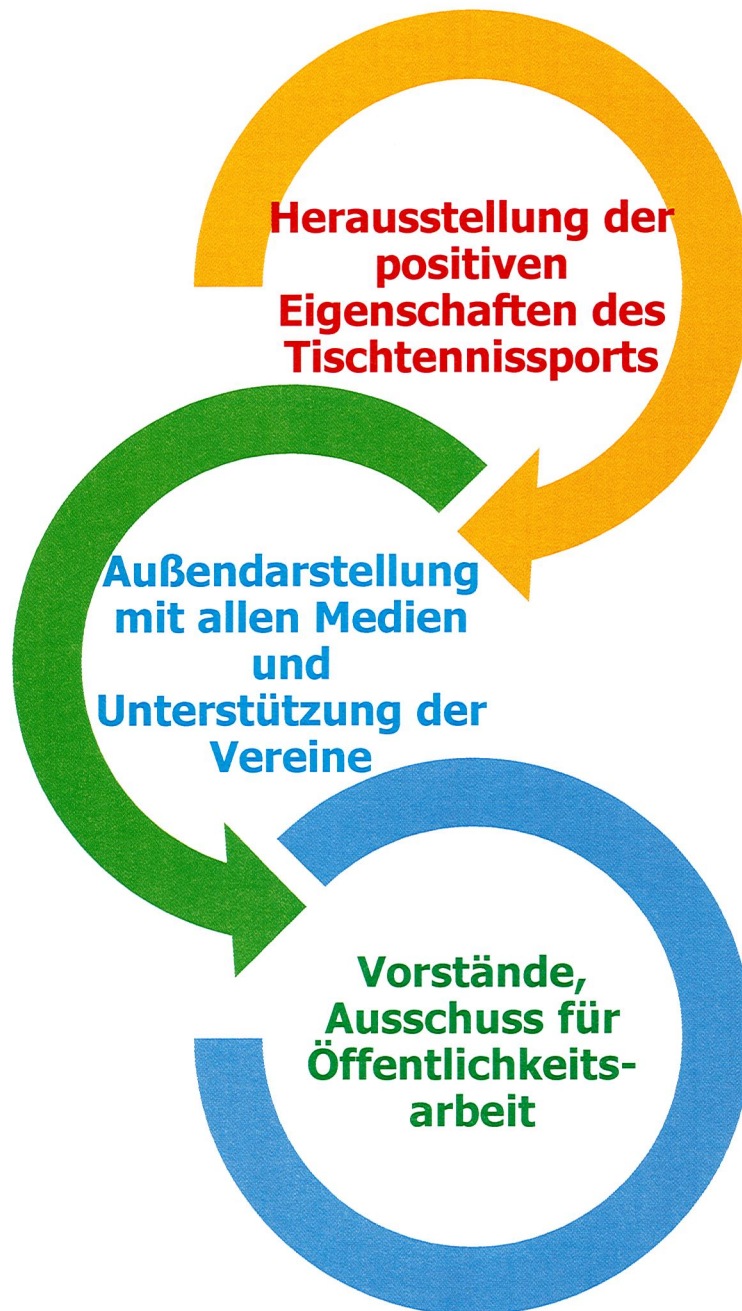 Herausstellung der
positiven
Eigenschaften des
Tischtennissports
Außendarstellung
mit allen Medien
und
Unterstützung der
Vereine
Vorstände,
Ausschuss für
Öffentlichkeits-
arbeit